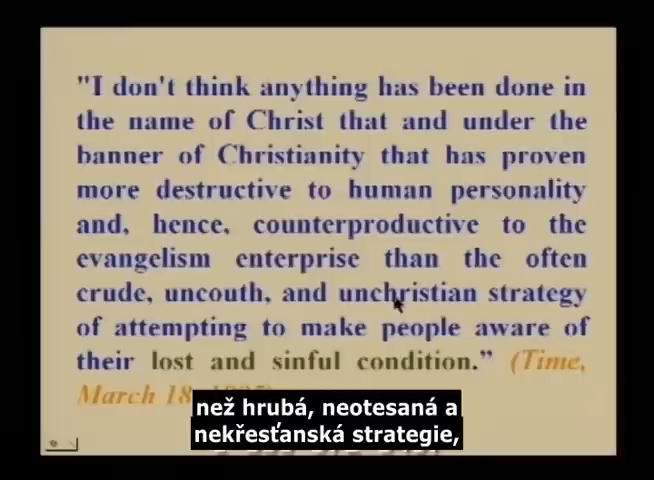 "I don't think anything has been done in
the name of Christ that and under the
banner of Christianity that has proven
more destructive to human personality
and, hence, counterproductive to the
evangelism enterprise than the often
crude, uncouth, and unchristian strategy
of attempting to make people aware of
their lost and sinful condition.” (Time,
March 18,
než hrubá, neotesaná a
nekřesťanská strategie,